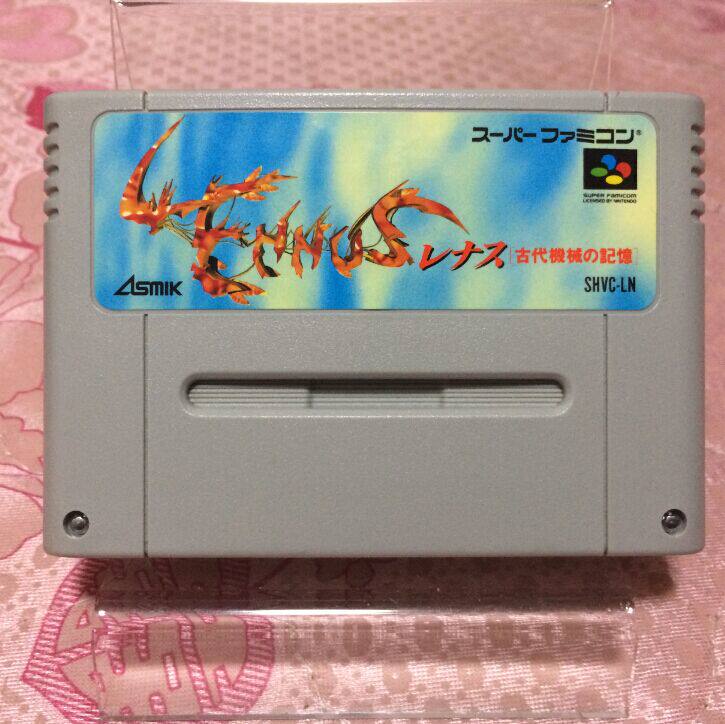 スーパーファミコン®
SUPER FAMICOM
LICENSED BY NINTENDO
LENNUS
レナス [古代機械の記憶]
ASMIK
SHVC-LN